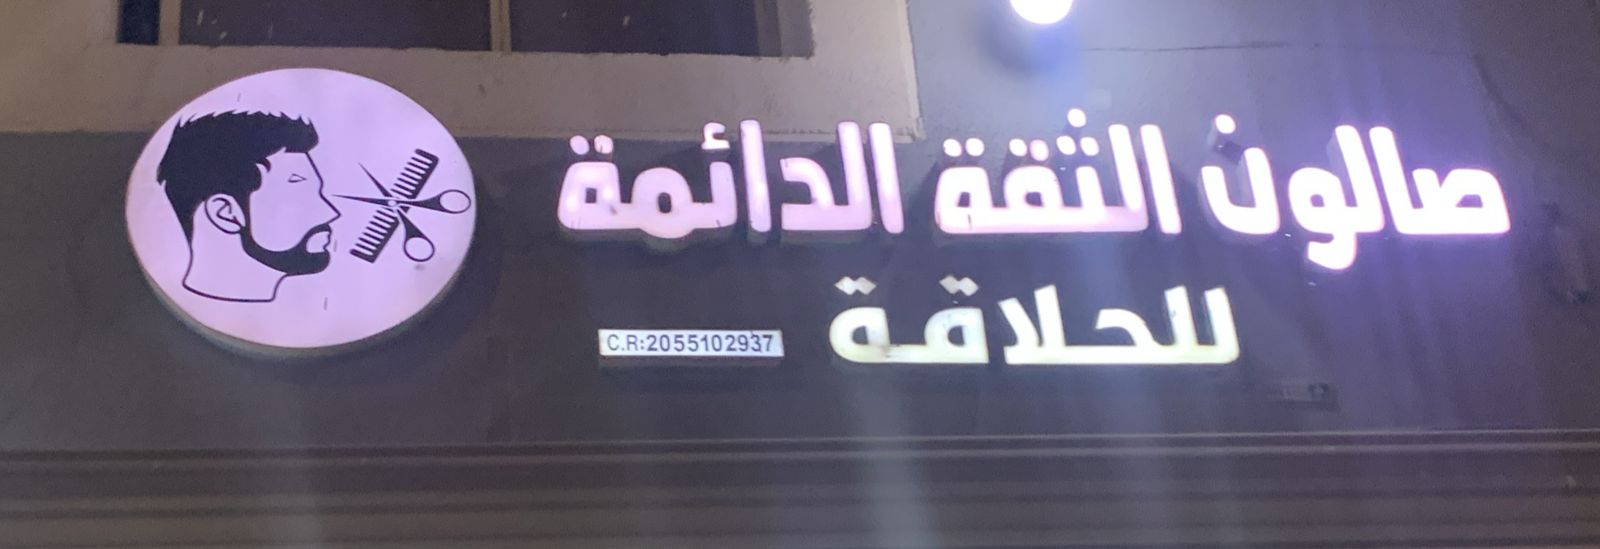 صالون الثقة الدائمة
للحلاقة
C.R:2055102937